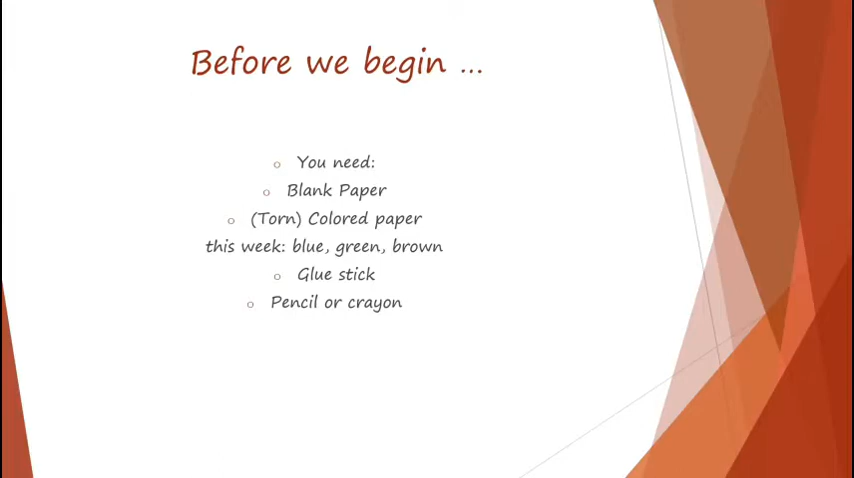 Before we begin ...
You need:
Blank Paper
(Torn) Colored paper
this week: blue, green, brown
Glue stick
Pencil or crayon